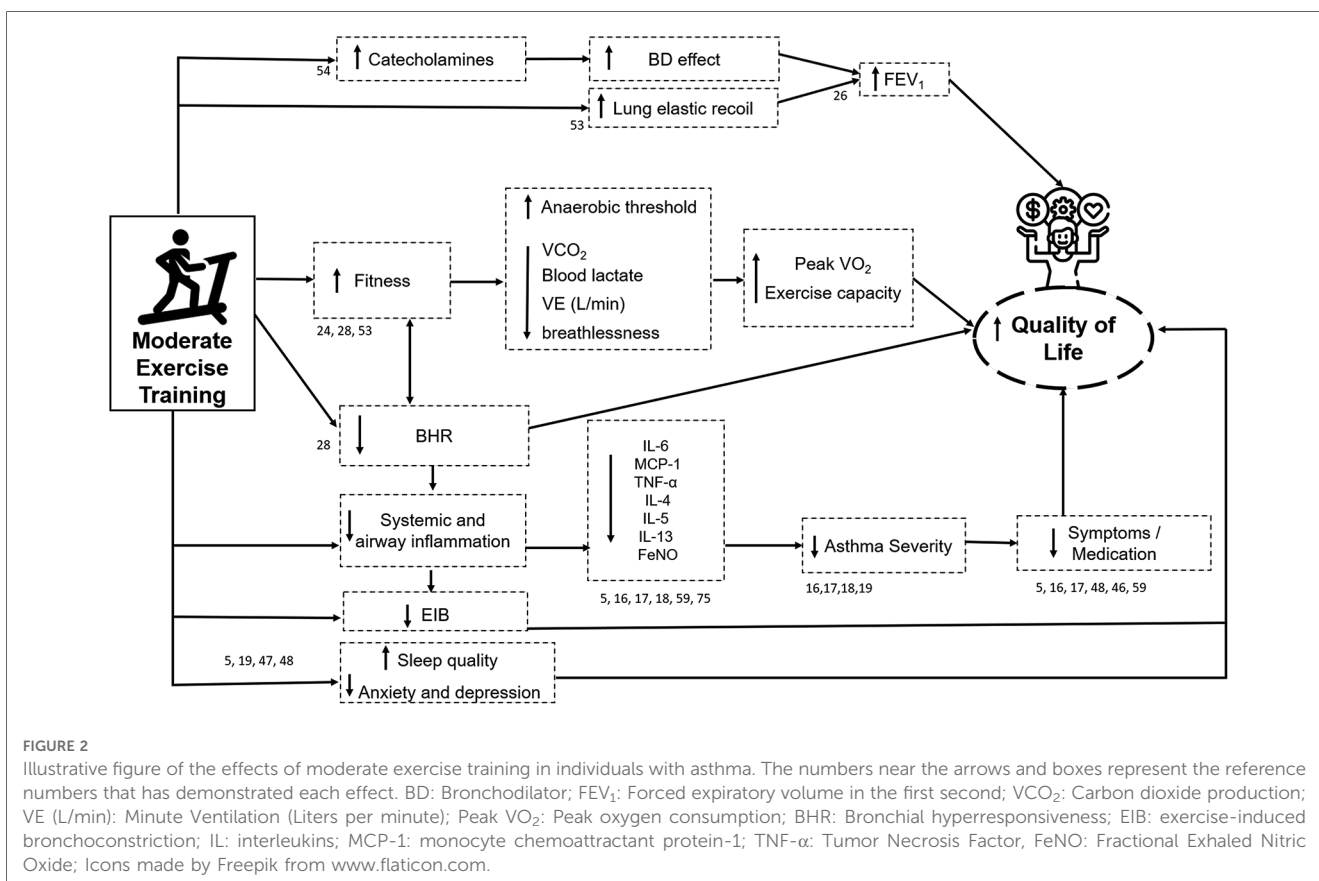 54
Catecholamines
BD effect
Lung elastic recoil
53
26
FEV₁
$
Moderate
Exercise
Training
Fitness
24, 28, 53
Anaerobic threshold
VCO₂
Blood lactate
VE (L/min)
breathlessness
Peak VO₂
Exercise capacity
Quality of
Life
28
BHR
Systemic and
airway inflammation
IL-6
MCP-1
TNF-α
IL-4
IL-5
IL-13
FeNO
5, 16, 17, 18, 59, 75
Asthma Severity
16,17,18,19
Symptoms /
Medication
5, 16, 17, 48, 46, 59
EIB
5, 19, 47, 48
Sleep quality
Anxiety and depression
FIGURE 2
Illustrative figure of the effects of moderate exercise training in individuals with asthma. The numbers near the arrows and boxes represent the reference
numbers that has demonstrated each effect. BD: Bronchodilator; FEV₁: Forced expiratory volume in the first second; VCO₂: Carbon dioxide production;
VE (L/min): Minute Ventilation (Liters per minute); Peak VO₂: Peak oxygen consumption; BHR: Bronchial hyperresponsiveness; EIB: exercise-induced
bronchoconstriction; IL: interleukins; MCP-1: monocyte chemoattractant protein-1; TNF-α: Tumor Necrosis Factor, FeNO: Fractional Exhaled Nitric
Oxide; Icons made by Freepik from www.flaticon.com.